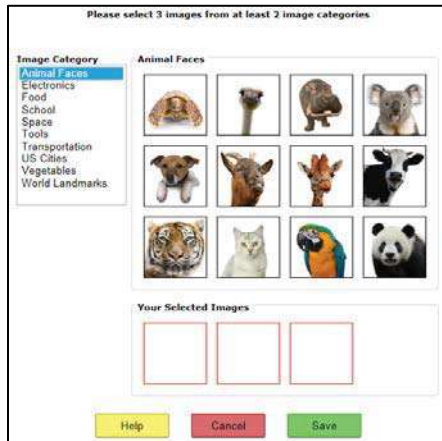 Please select 3 images from at least 2 image categories
Image Category
Animal Faces
Electronics
Food
School
Space
Tools
Transportation
US Cities
Vegetables
World Landmarks
Animal Faces
Your Selected Images
Help
Cancel
Save